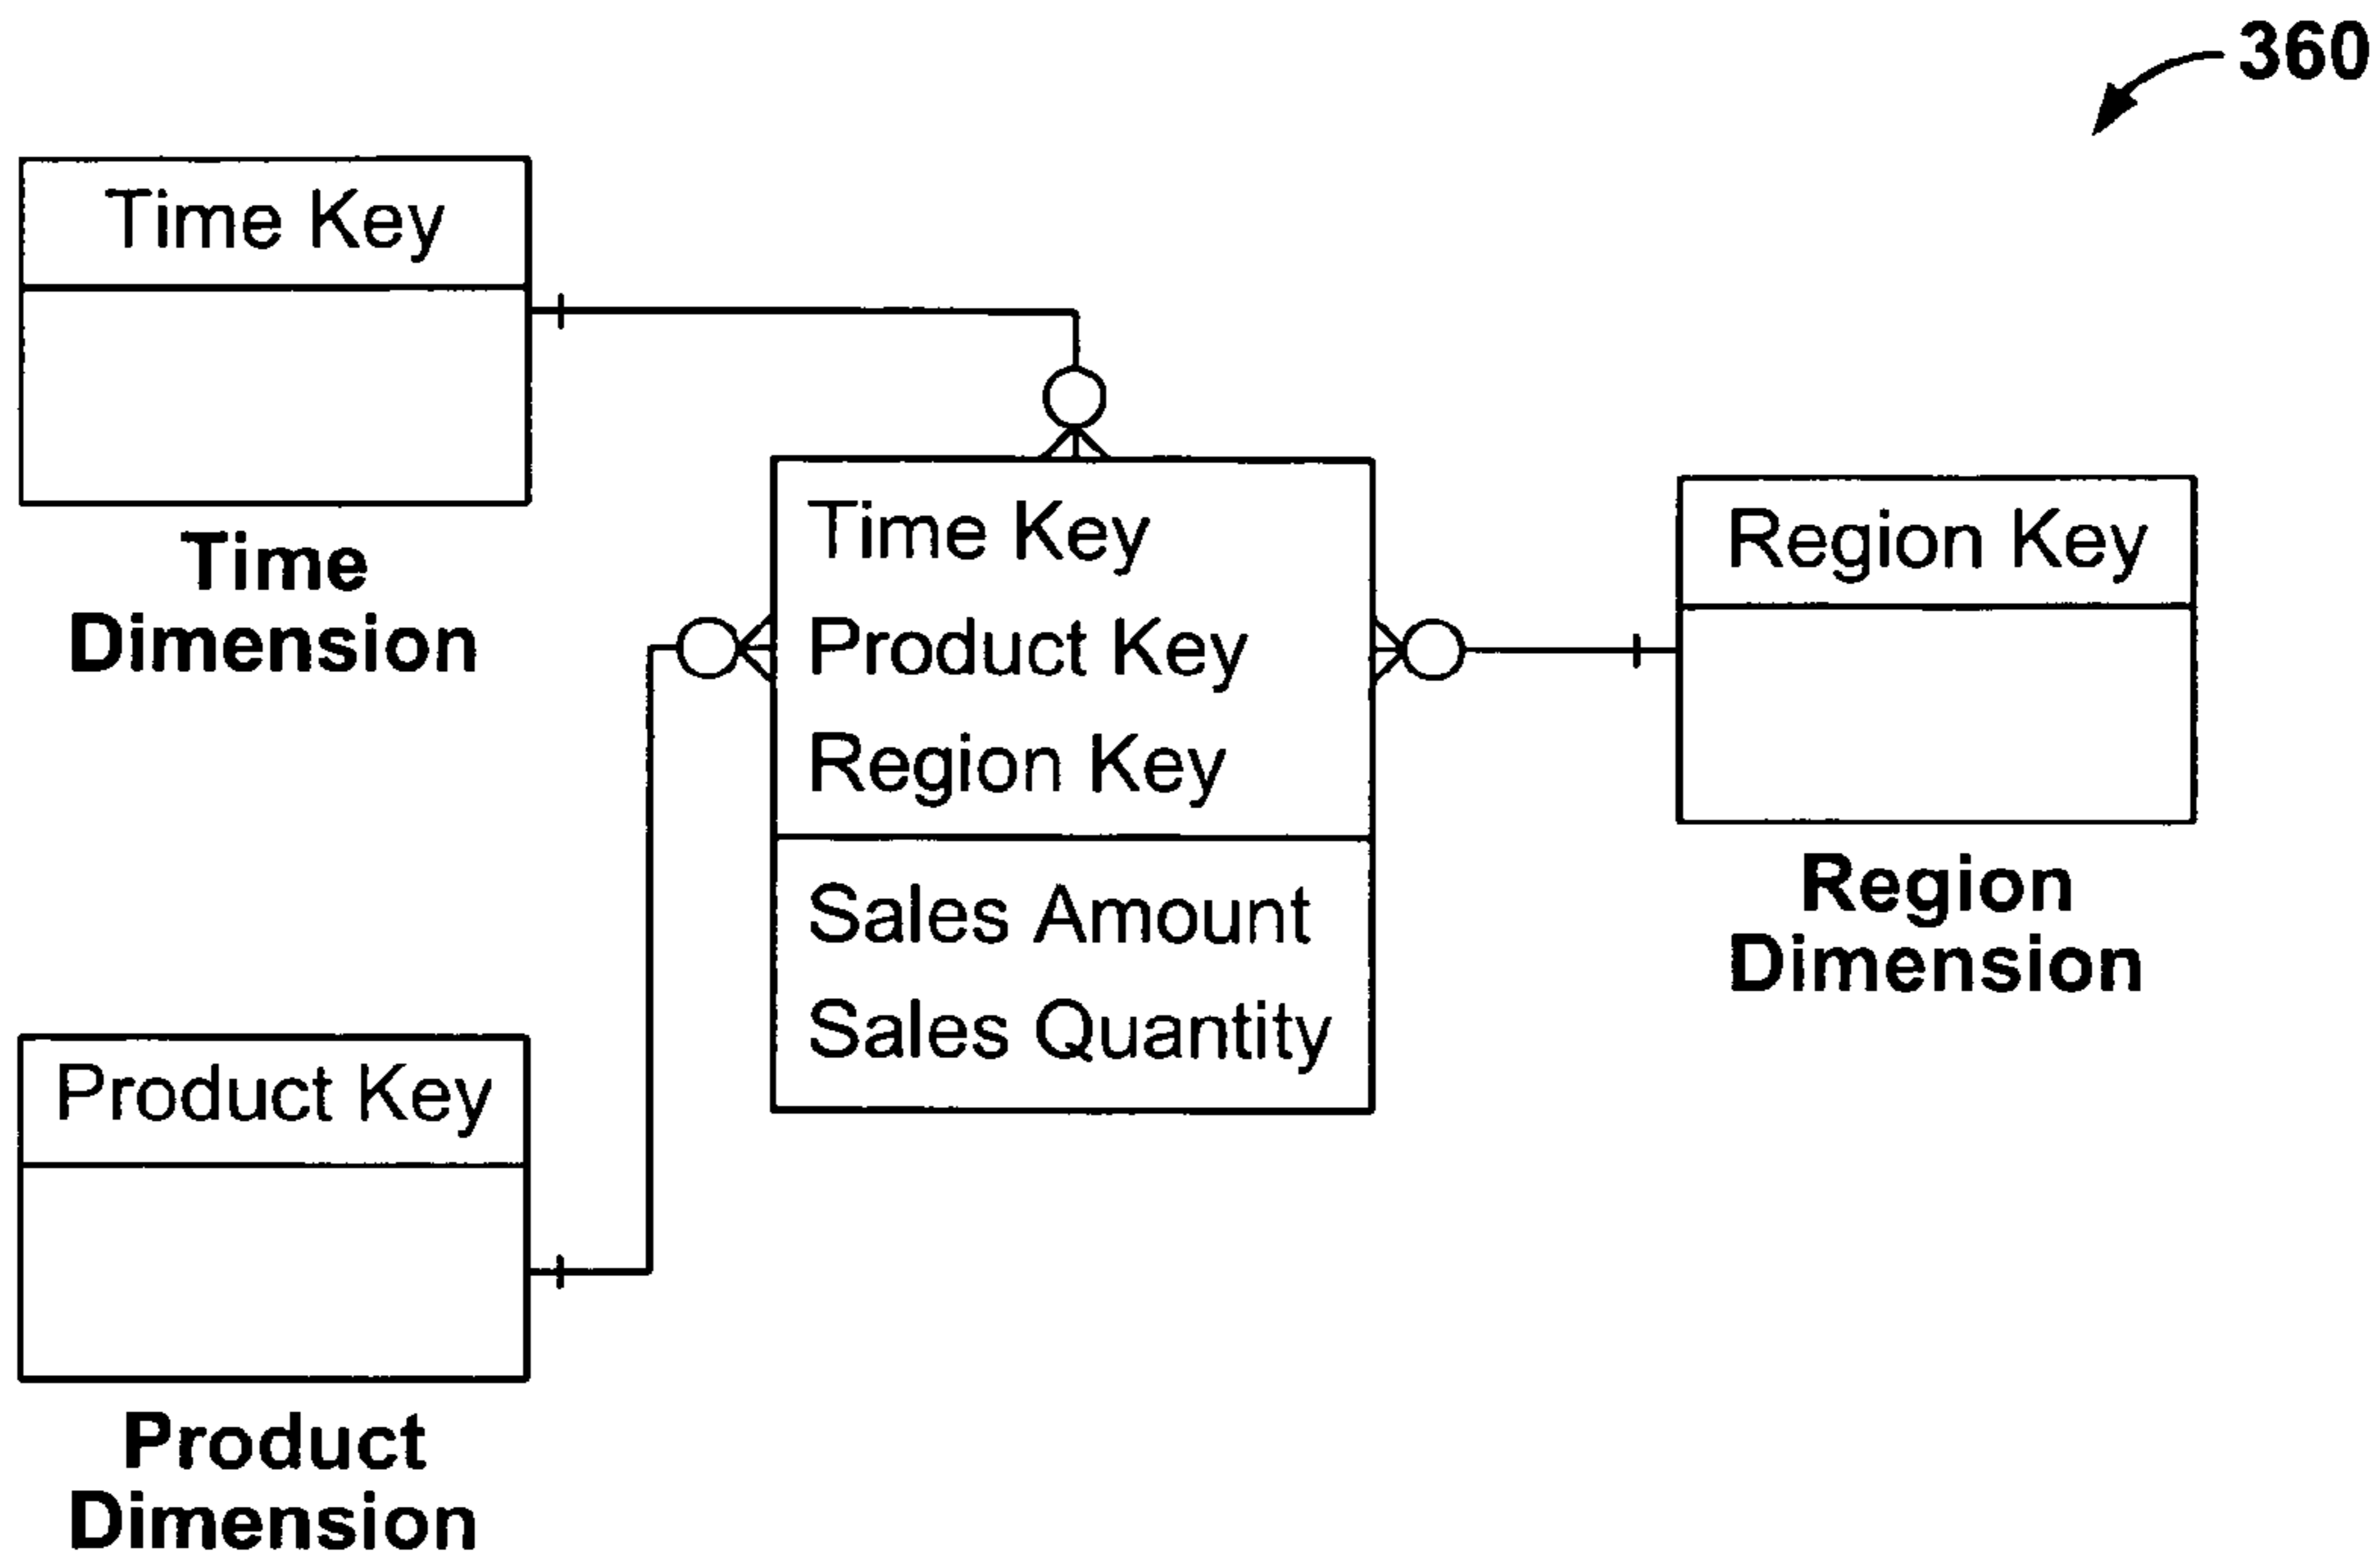 360
Time Key
Time
Dimension
Time Key
Product Key
Region Key
Sales Amount
Sales Quantity
Region Key
Region
Dimension
Product Key
Product
Dimension